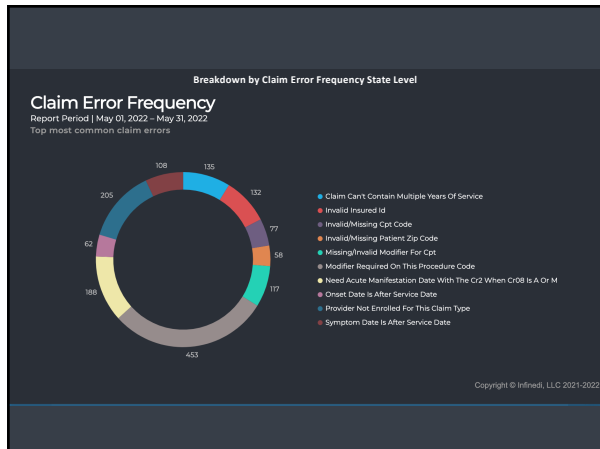 Breakdown by Claim Error Frequency State Level
Claim Error Frequency
Report Period | May 01, 2022 – May 31, 2022
Top most common claim errors
108
135
205
132
77
62
58
188
117
453
Claim Can't Contain Multiple Years Of Service
Invalid Insured Id
Invalid/Missing Cpt Code
Invalid/Missing Patient Zip Code
Missing/Invalid Modifier For Cpt
Modifier Required On This Procedure Code
Need Acute Manifestation Date With The Cr2 When Cr08 Is A Or M
Onset Date Is After Service Date
Provider Not Enrolled For This Claim Type
Symptom Date Is After Service Date
Copyright © Infinedi, LLC 2021-2022